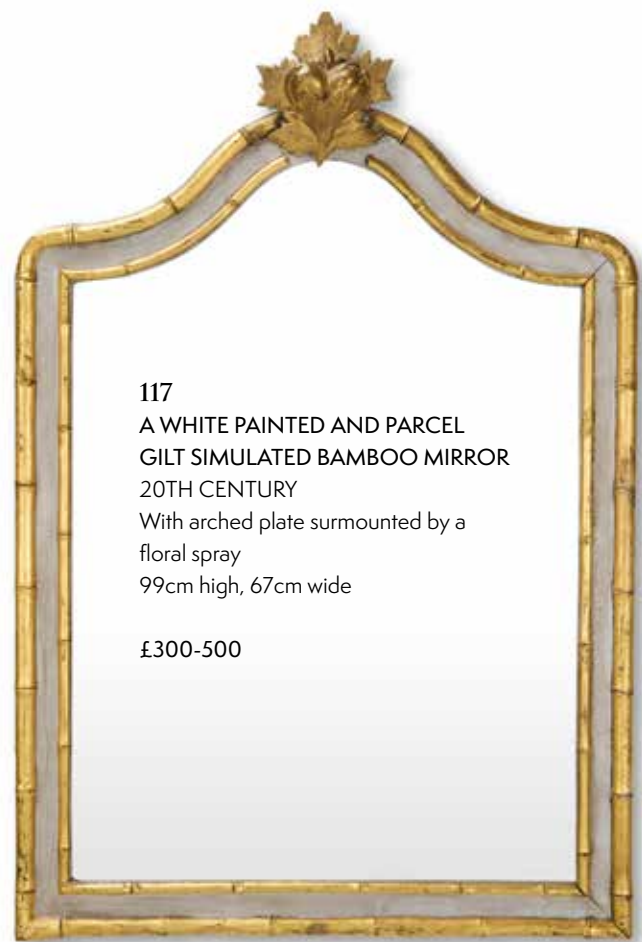 117
A WHITE PAINTED AND PARCEL
GILT SIMULATED BAMBOO MIRROR
20TH CENTURY
With arched plate surmounted by a
floral spray
99cm high, 67cm wide
£300-500